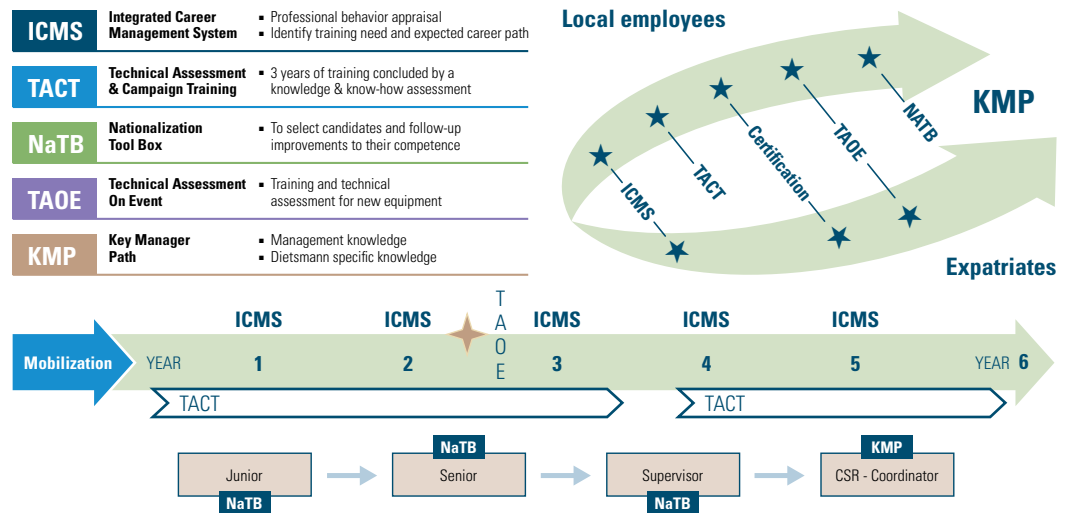 ICMS
Integrated Career
Management System
▪ Professional behavior appraisal
▪ Identify training need and expected career path
TACT
Technical Assessment
& Campaign Training
▪ 3 years of training concluded by a
knowledge & know-how assessment
NaTB
Nationalization
Tool Box
▪ To select candidates and follow-up
improvements to their competence
TAOE
Technical Assessment
On Event
▪ Training and technical
assessment for new equipment
KMP
Key Manager
Path
▪ Management knowledge
▪ Dietsmann specific knowledge
Local employees
KMP
ICMS
TACT
Certification
TAOE
NATB
Expatriates
ICMS ICMS TAOE ICMS ICMS ICMS
Mobilization YEAR 1 2 3 4 5 YEAR 6
TACT TACT
NaTB KMP
Junior Senior Supervisor CSR - Coordinator
NaTB NaTB